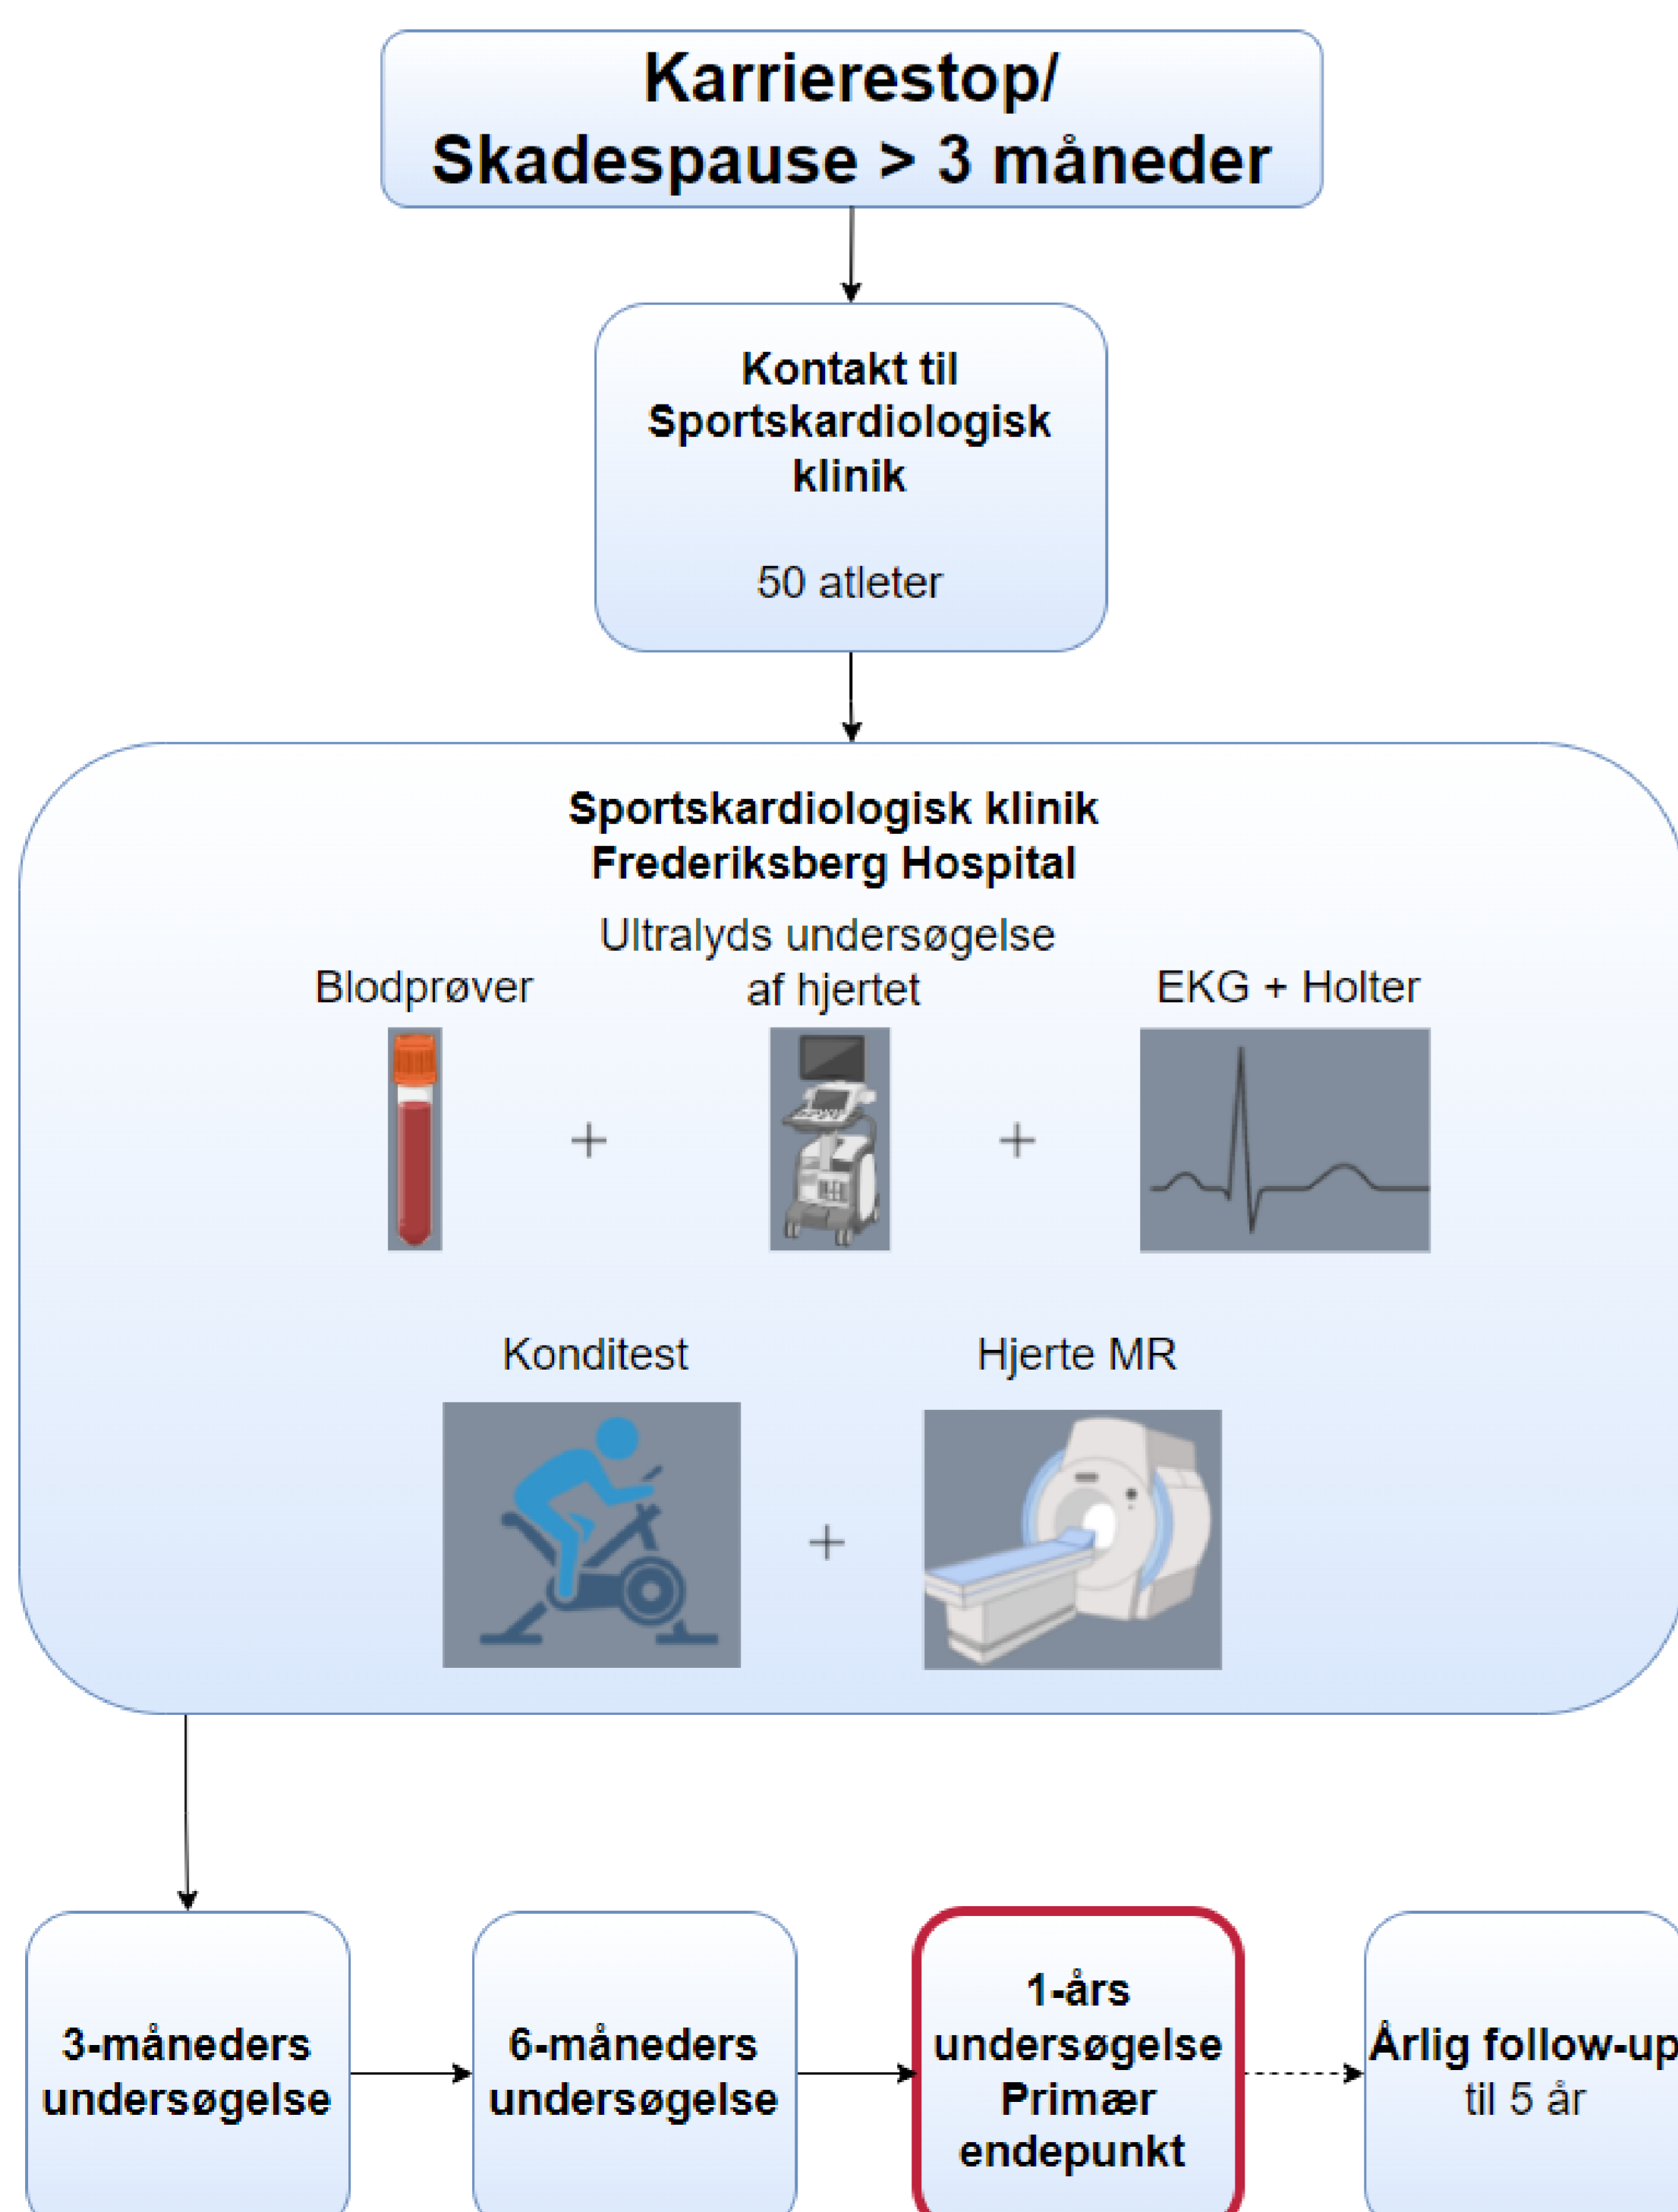 Karrierestop/
Skadespause > 3 måneder
Kontakt til
Sportskardiologisk
klinik
50 atleter
Sportskardiologisk klinik
Frederiksberg Hospital
Blodprøver
Ultralyds undersøgelse
af hjertet
EKG + Holter
+
+
Konditest
Hjerte MR
+
3-måneders
undersøgelse
6-måneders
undersøgelse
1-års
undersøgelse
Primær
endepunkt
Årlig follow-up
til 5 år